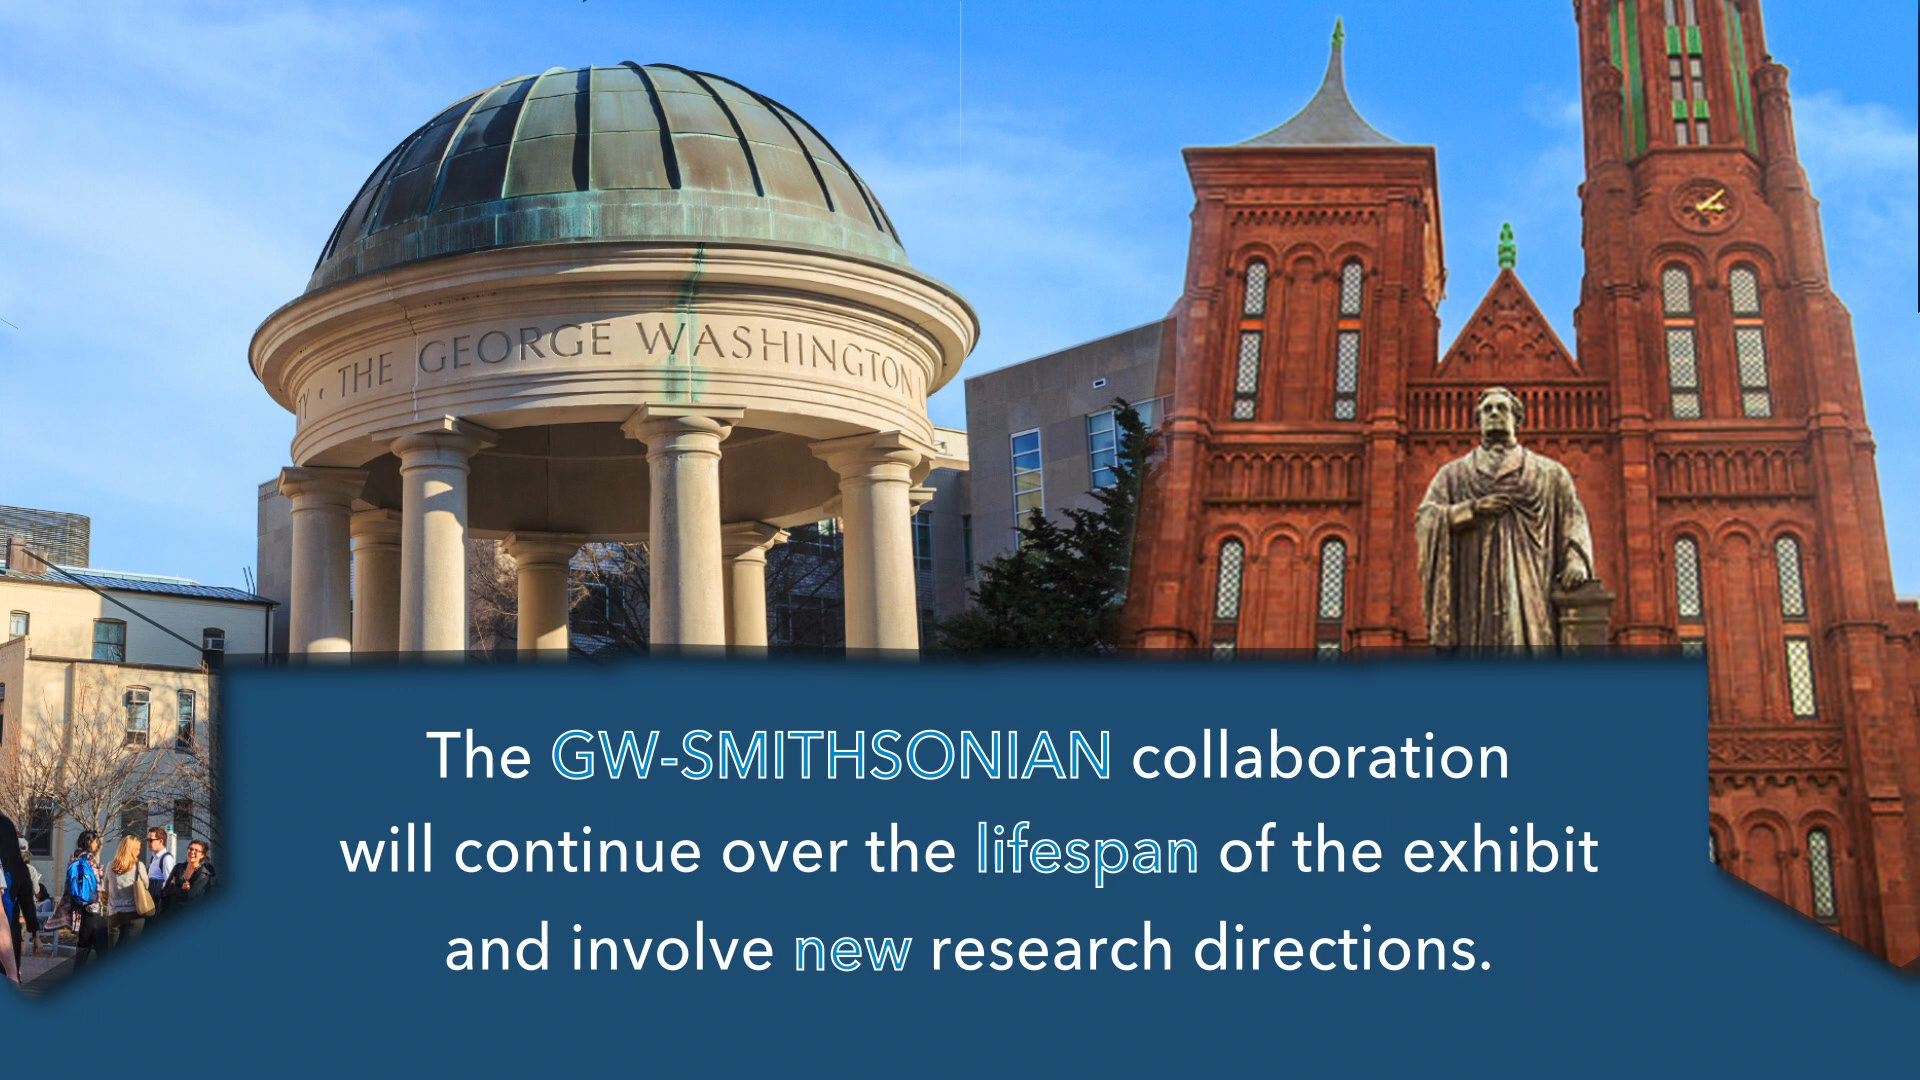 TY • THE GEORGE WASHINGTON
The GW-SMITHSONIAN collaboration
will continue over the lifespan of the exhibit
and involve new research directions.